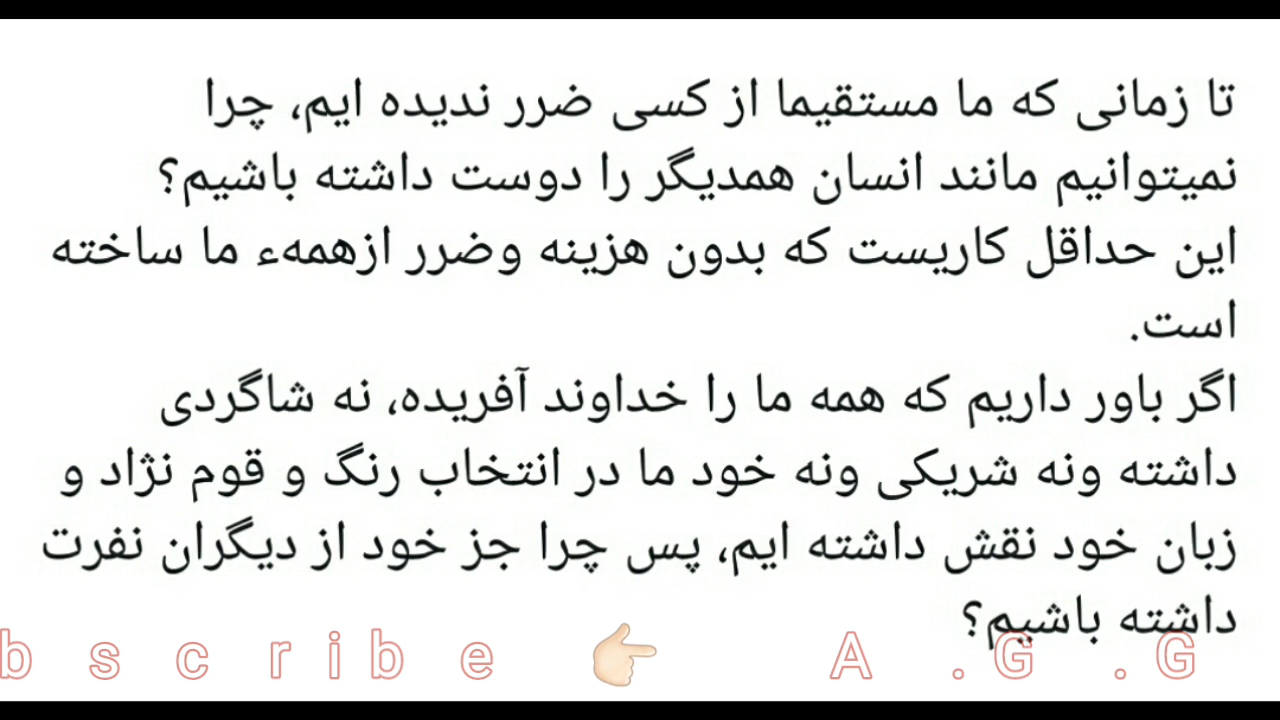 تا زمانی که ما مستقیما از کسی ضرر ندیده ایم، چرا
نمیتوانیم مانند انسان همدیگر را دوست داشته باشیم؟
این حداقل کاریست که بدون هزینه وضرر ازهمهء ما ساخته
است.
اگر باور داریم که همه ما را خداوند آفریده، نه شاگردی
داشته ونه شریکی ونه خود ما در انتخاب رنگ و قوم نژاد و
زبان خود نقش داشته ایم، پس چرا جز خود از دیگران نفرت
داشته باشیم؟
b s c r i b e 👉🏻 A . G . G